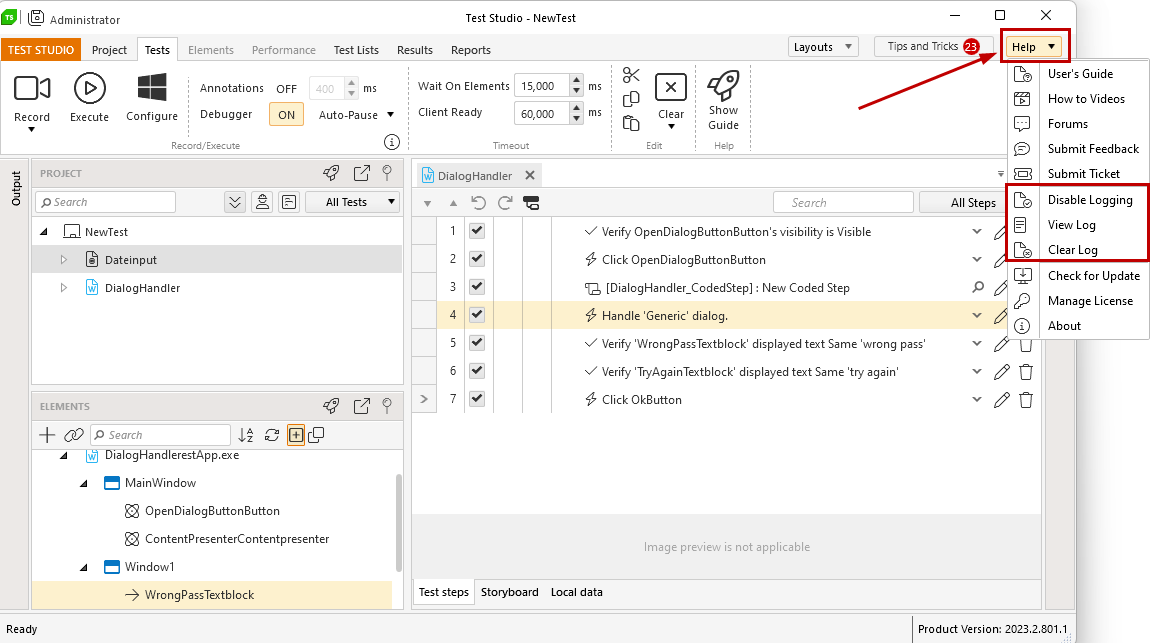 TS Administrator
Test Studio - NewTest
TEST STUDIO Project Tests Elements Performance Test Lists Results Reports
Layouts Tips and Tricks 23 Help
Record
Execute
Configure
Annotations OFF 400 ms
Debugger ON Auto-Pause
Record/Execute
Wait On Elements 15,000 ms
Client Ready 60,000 ms
Timeout
Clear
Edit
Show
Guide
Help
User's Guide
How to Videos
Forums
Submit Feedback
Submit Ticket
Disable Logging
View Log
Clear Log
Check for Update
Manage License
About
Output
PROJECT
Search All Tests
NewTest
Dateinput
DialogHandler
ELEMENTS
Search
DialogHandlerestApp.exe
MainWindow
OpenDialogButtonButton
ContentPresenterContentpresenter
Window1
WrongPassTextblock
DialogHandler
Search All Steps
1 Verify OpenDialogButtonButton's visibility is Visible
2 Click OpenDialogButtonButton
3 [DialogHandler_CodedStep] : New Coded Step
4 Handle 'Generic' dialog.
5 Verify 'WrongPassTextblock' displayed text Same 'wrong pass'
6 Verify 'TryAgainTextblock' displayed text Same 'try again'
7 Click OkButton
Image preview is not applicable
Test steps Storyboard Local data
Ready
Product Version: 2023.2.801.1